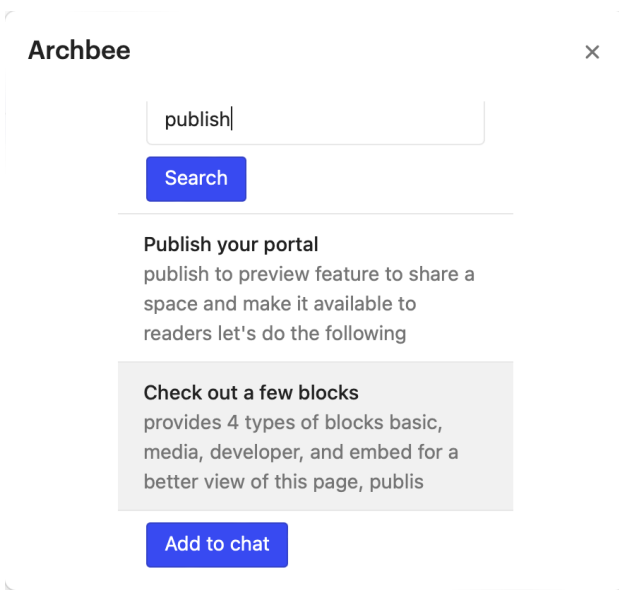 Archbee
publish
Search
Publish your portal
publish to preview feature to share a
space and make it available to
readers let's do the following
Check out a few blocks
provides 4 types of blocks basic,
media, developer, and embed for a
better view of this page, publis
Add to chat